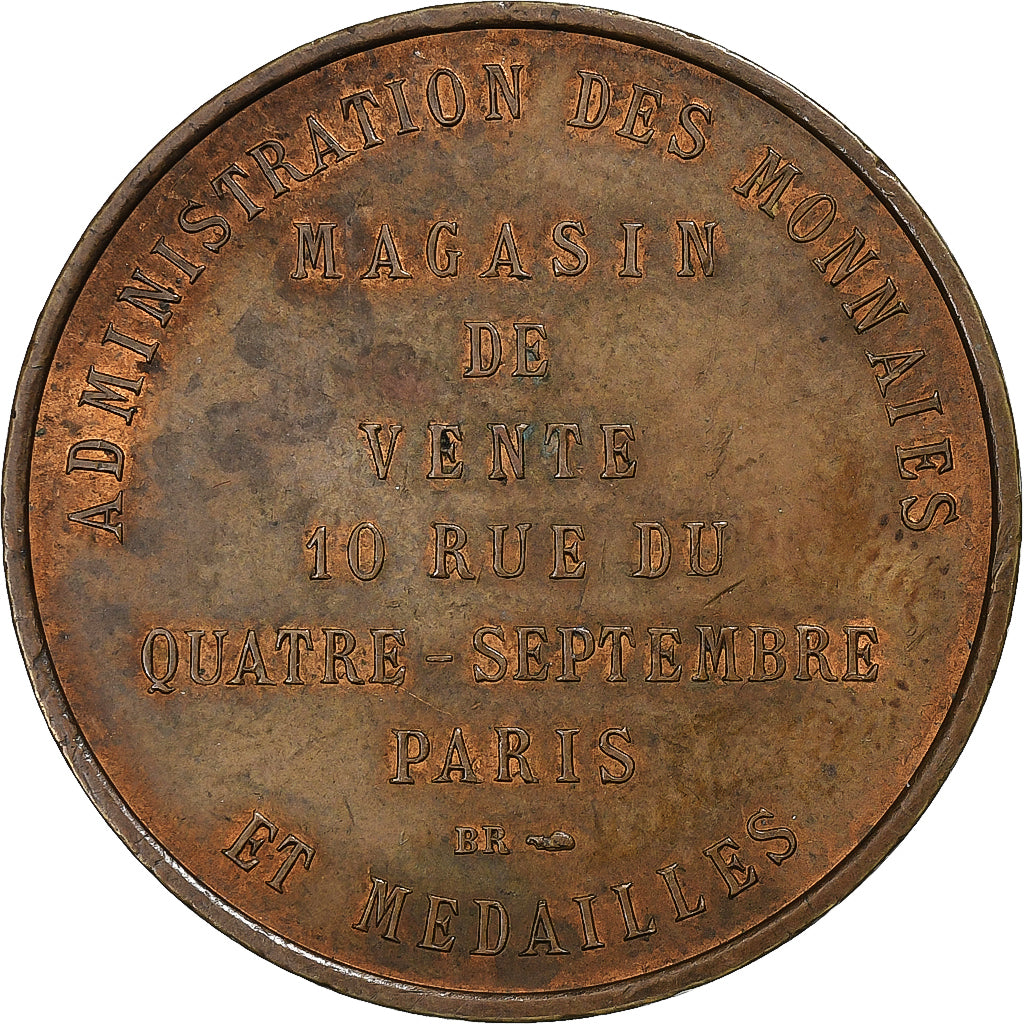 ADMINISTRATION DES MONNAIES
MAGASIN
DE
VENTE
10 RUE DU
QUATRE-SEPTEMBRE
PARIS
BR
ET MEDAILLES